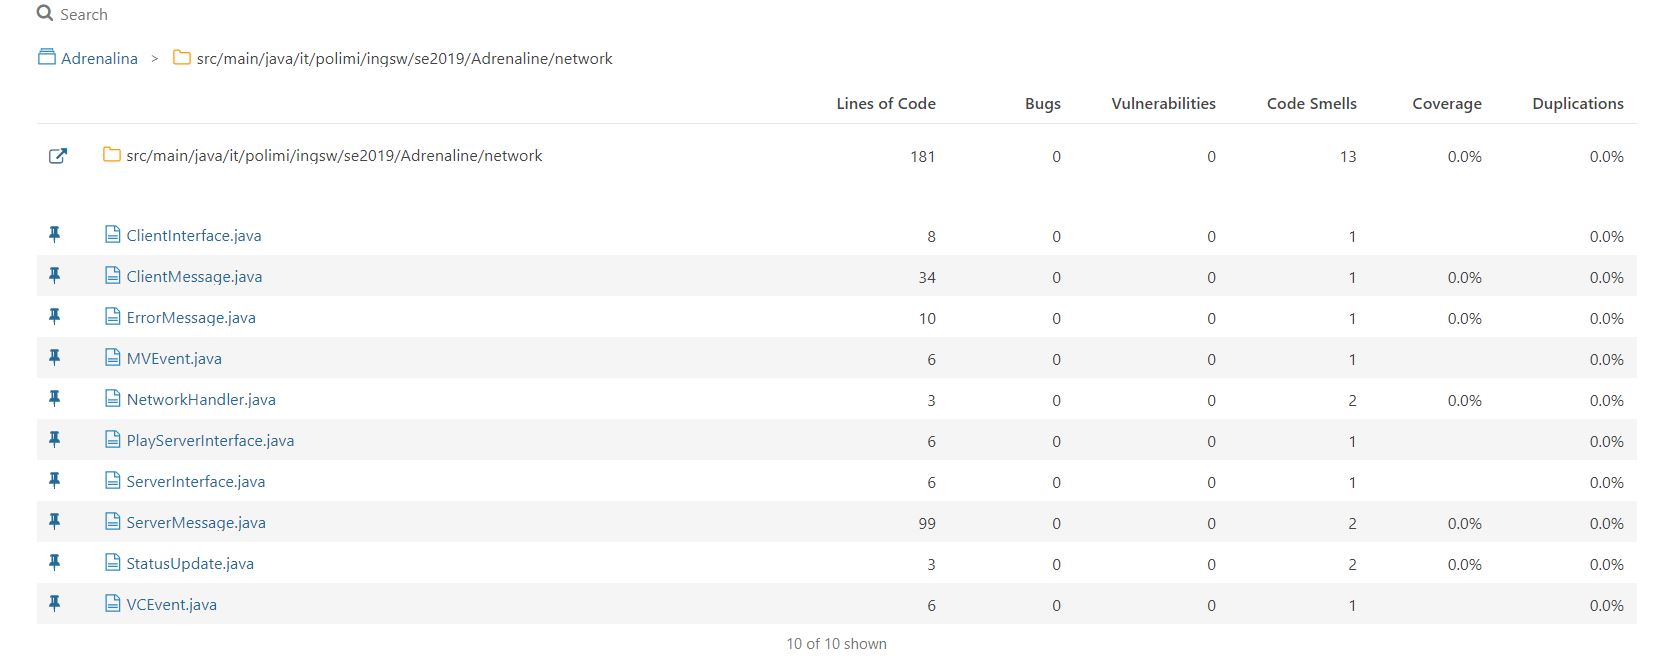 Search
Adrenalina > src/main/java/it/polimi/ingsw/se2019/Adrenaline/network
Lines of Code Bugs Vulnerabilities Code Smells Coverage Duplications
src/main/java/it/polimi/ingsw/se2019/Adrenaline/network 181 0 0 13 0.0% 0.0%
ClientInterface.java 8 0 0 1 0.0%
ClientMessage.java 34 0 0 1 0.0% 0.0%
ErrorMessage.java 10 0 0 1 0.0% 0.0%
MVEvent.java 6 0 0 1 0.0%
NetworkHandler.java 3 0 0 2 0.0% 0.0%
PlayServerInterface.java 6 0 0 1 0.0%
ServerInterface.java 6 0 0 1 0.0%
ServerMessage.java 99 0 0 2 0.0% 0.0%
StatusUpdate.java 3 0 0 2 0.0% 0.0%
VCEvent.java 6 0 0 1 0.0%
10 of 10 shown